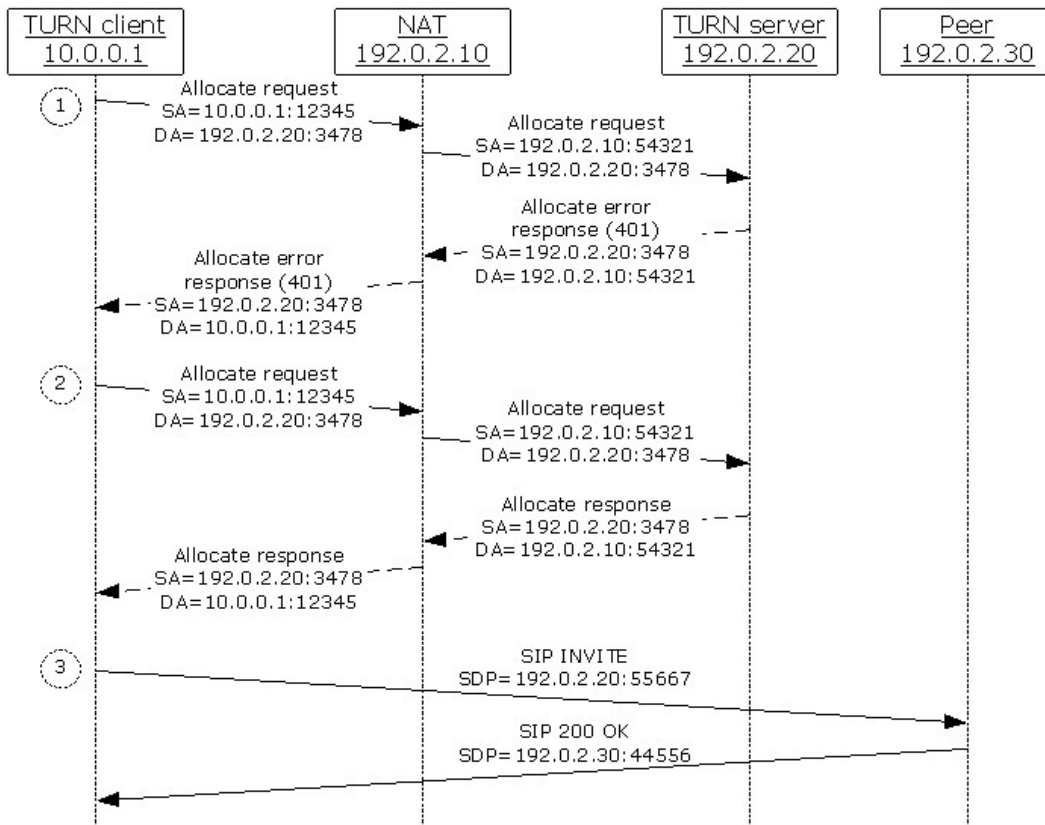 TURN client
10.0.0.1
NAT
192.0.2.10
TURN server
192.0.2.20
Peer
192.0.2.30
1
Allocate request
SA=10.0.0.1:12345
DA=192.0.2.20:3478
Allocate request
SA=192.0.2.10:54321
DA=192.0.2.20:3478
Allocate error
response (401)
SA=192.0.2.20:3478
DA=192.0.2.10:54321
Allocate error
response (401)
SA=192.0.2.20:3478
DA=10.0.0.1:12345
2
Allocate request
SA=10.0.0.1:12345
DA=192.0.2.20:3478
Allocate request
SA=192.0.2.10:54321
DA=192.0.2.20:3478
Allocate response
SA=192.0.2.20:3478
DA=192.0.2.10:54321
Allocate response
SA=192.0.2.20:3478
DA=10.0.0.1:12345
3
SIP INVITE
SDP=192.0.2.20:55667
SIP 200 OK
SDP=192.0.2.30:44556